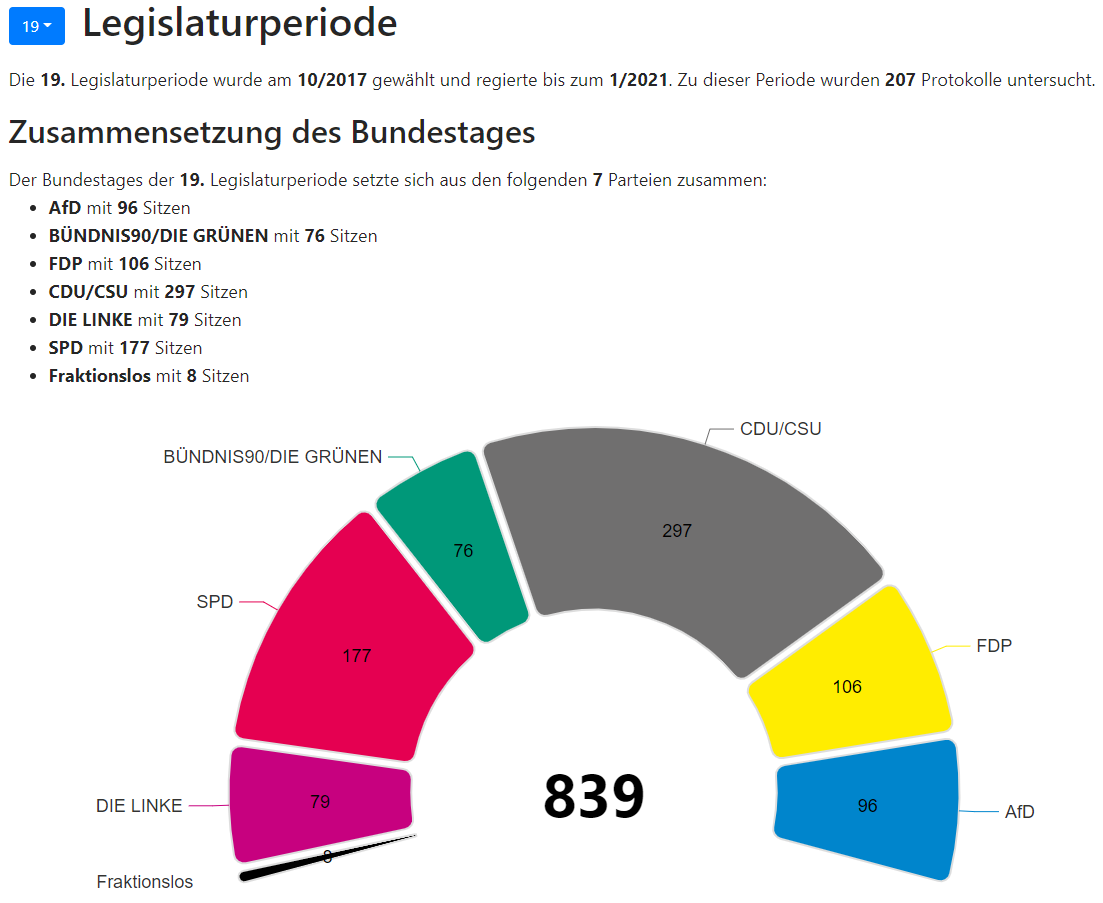 19 Legislaturperiode
Die 19. Legislaturperiode wurde am 10/2017 gewählt und regierte bis zum 1/2021. Zu dieser Periode wurden 207 Protokolle untersucht.
Zusammensetzung des Bundestages
Der Bundestages der 19. Legislaturperiode setzte sich aus den folgenden 7 Parteien zusammen:
• AfD mit 96 Sitzen
• BÜNDNIS90/DIE GRÜNEN mit 76 Sitzen
• FDP mit 106 Sitzen
• CDU/CSU mit 297 Sitzen
• DIE LINKE mit 79 Sitzen
• SPD mit 177 Sitzen
• Fraktionslos mit 8 Sitzen
CDU/CSU
BÜNDNIS90/DIE GRÜNEN
297
76
SPD
FDP
177
106
839
DIE LINKE
79
96
AfD
8
Fraktionslos